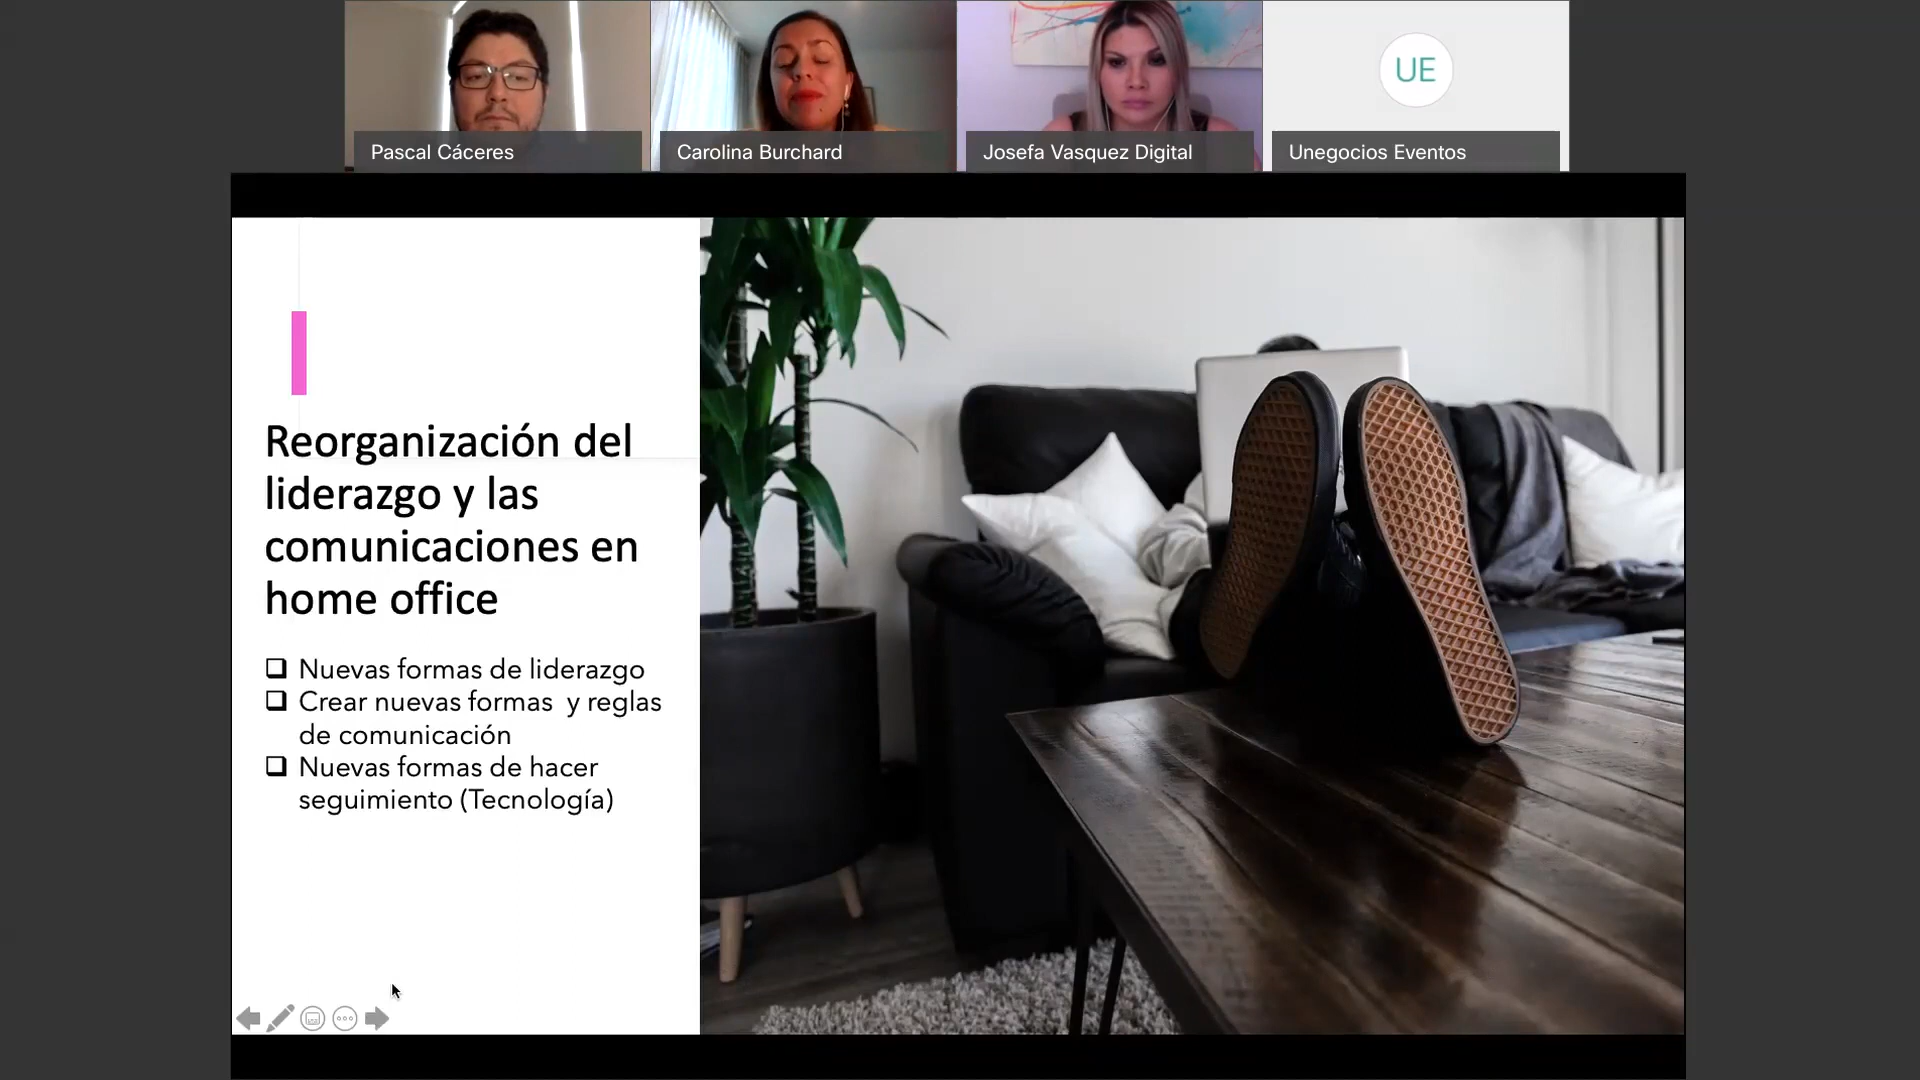 UE
Pascal Cáceres
Carolina Burchard
Josefa Vasquez Digital
Unegocios Eventos
Reorganización del
liderazgo y las
comunicaciones en
home office
Nuevas formas de liderazgo
Crear nuevas formas  y reglas
de comunicación
Nuevas formas de hacer
seguimiento (Tecnología)